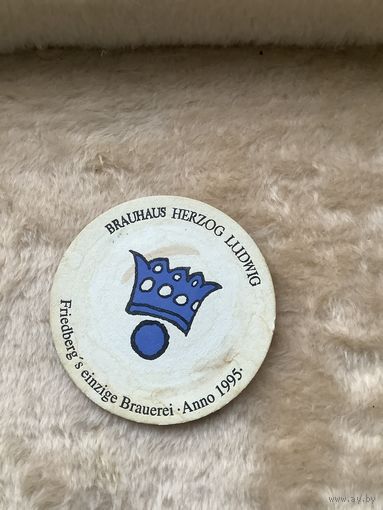 BRAUHAUS HERZOG LUDWIG
Friedberg´s einzige Brauerei · Anno 1995·
www.ay.by